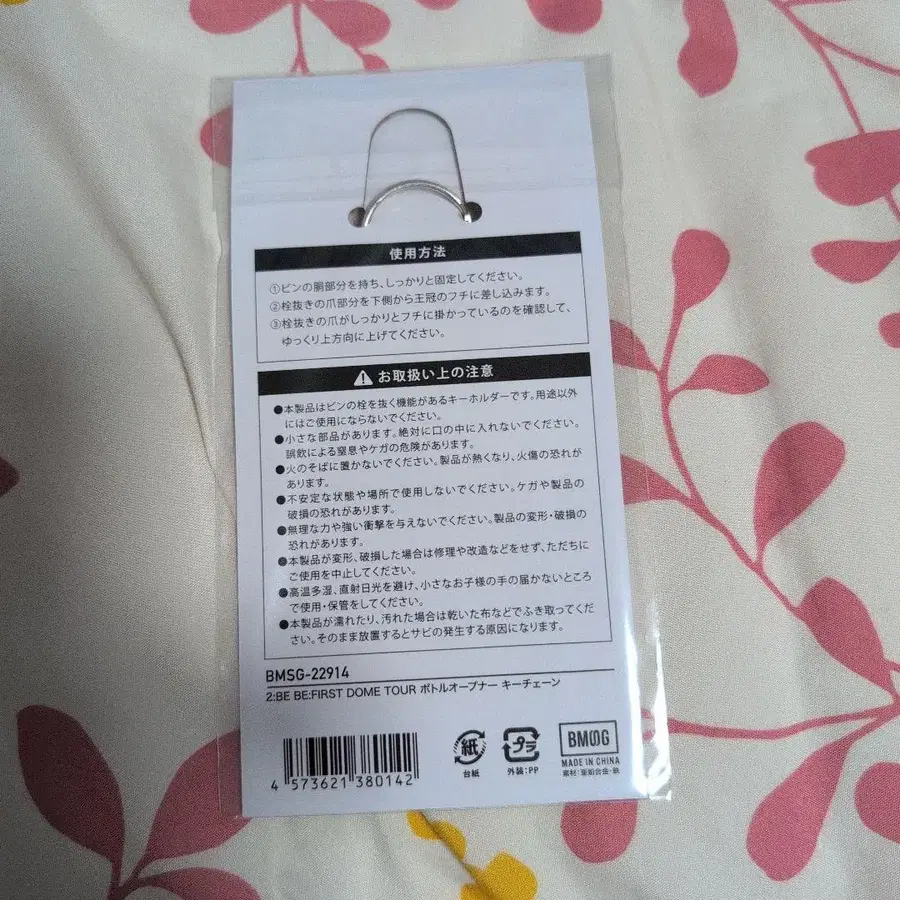 使用方法
①ビンの胴部分を持ち、しっかりと固定してください。
②栓抜きの爪部分を下側から王冠のフチに差し込みます。
③栓抜きの爪がしっかりとフチに掛かっているのを確認して、
ゆっくり上方向に上げてください。
お取扱い上の注意
●本製品はビンの栓を抜く機能があるキーホルダーです。用途以外
にはご使用にならないでください。
●小さな部品があります。絶対に口の中に入れないでください。
誤飲による窒息やケガの危険があります。
●火のそばに置かないでください。製品が熱くなり、火傷の恐れが
あります。
●不安定な状態や場所で使用しないでください。ケガや製品の
破損の恐れがあります。
●無理な力や強い衝撃を与えないでください。製品の変形・破損の
恐れがあります。
●本製品が変形、破損した場合は修理や改造などをせず、ただちに
ご使用を中止してください。
●高温多湿、直射日光を避け、小さなお子様の手の届かないところ
で使用・保管をしてください。
●本製品が濡れたり、汚れた場合は乾いた布などでふき取ってくだ
さい。そのまま放置するとサビの発生する原因になります。
BMSG-22914
2:BE BE:FIRST DOME TOUR ボトルオープナー キーチェーン
4 573621 380142
紙
台紙
プラ
外装:PP
BMSG
MADE IN CHINA
素材:亜鉛合金・鉄